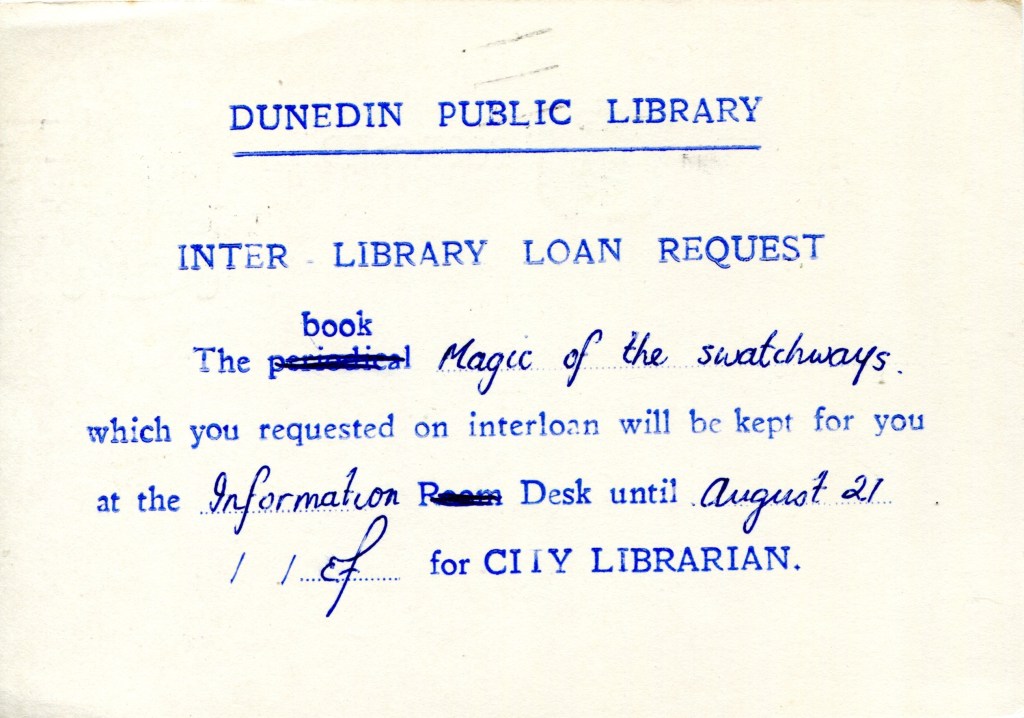 DUNEDIN PUBLIC LIBRARY
INTER - LIBRARY LOAN REQUEST
book
The periodical Magic of the swatchways.
which you requested on interloan will be kept for you
at the Information Room Desk until August 21.
/ / ef for CITY LIBRARIAN.